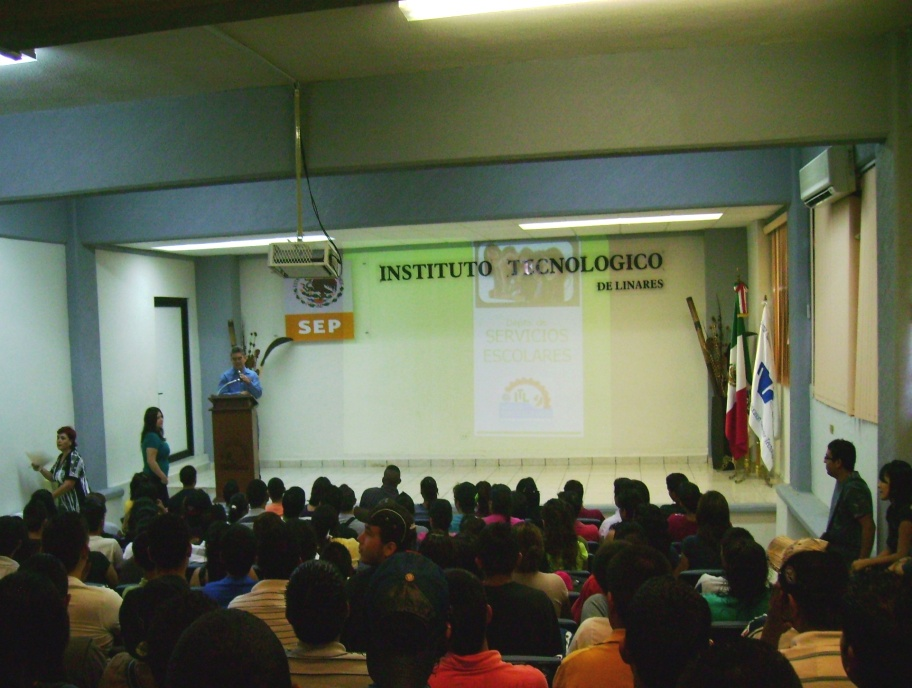 INSTITUTO TECNOLOGICO
DE LINARES
SEP
SERVICIOS
ESCOLARES